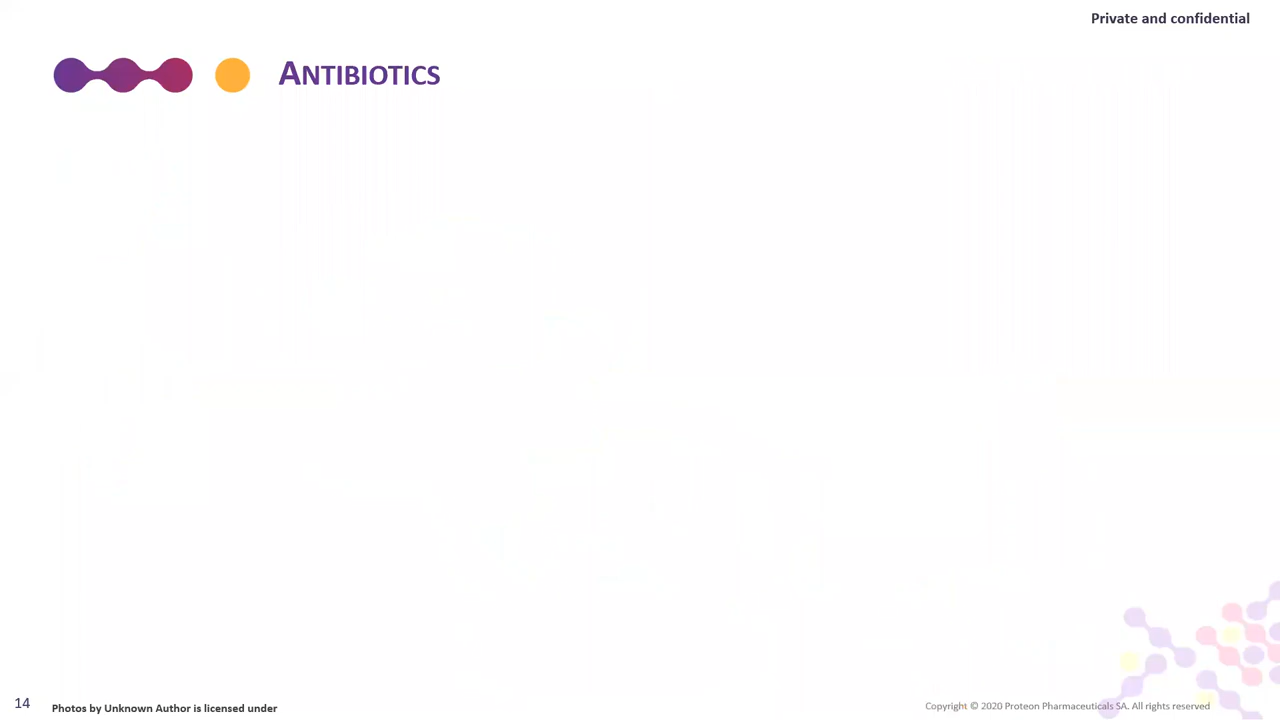 Private and confidential
ANTIBIOTICS
14
Photos by Unknown Author is licensed under
Copyright © 2020 Proteon Pharmaceuticals SA. All rights reserved